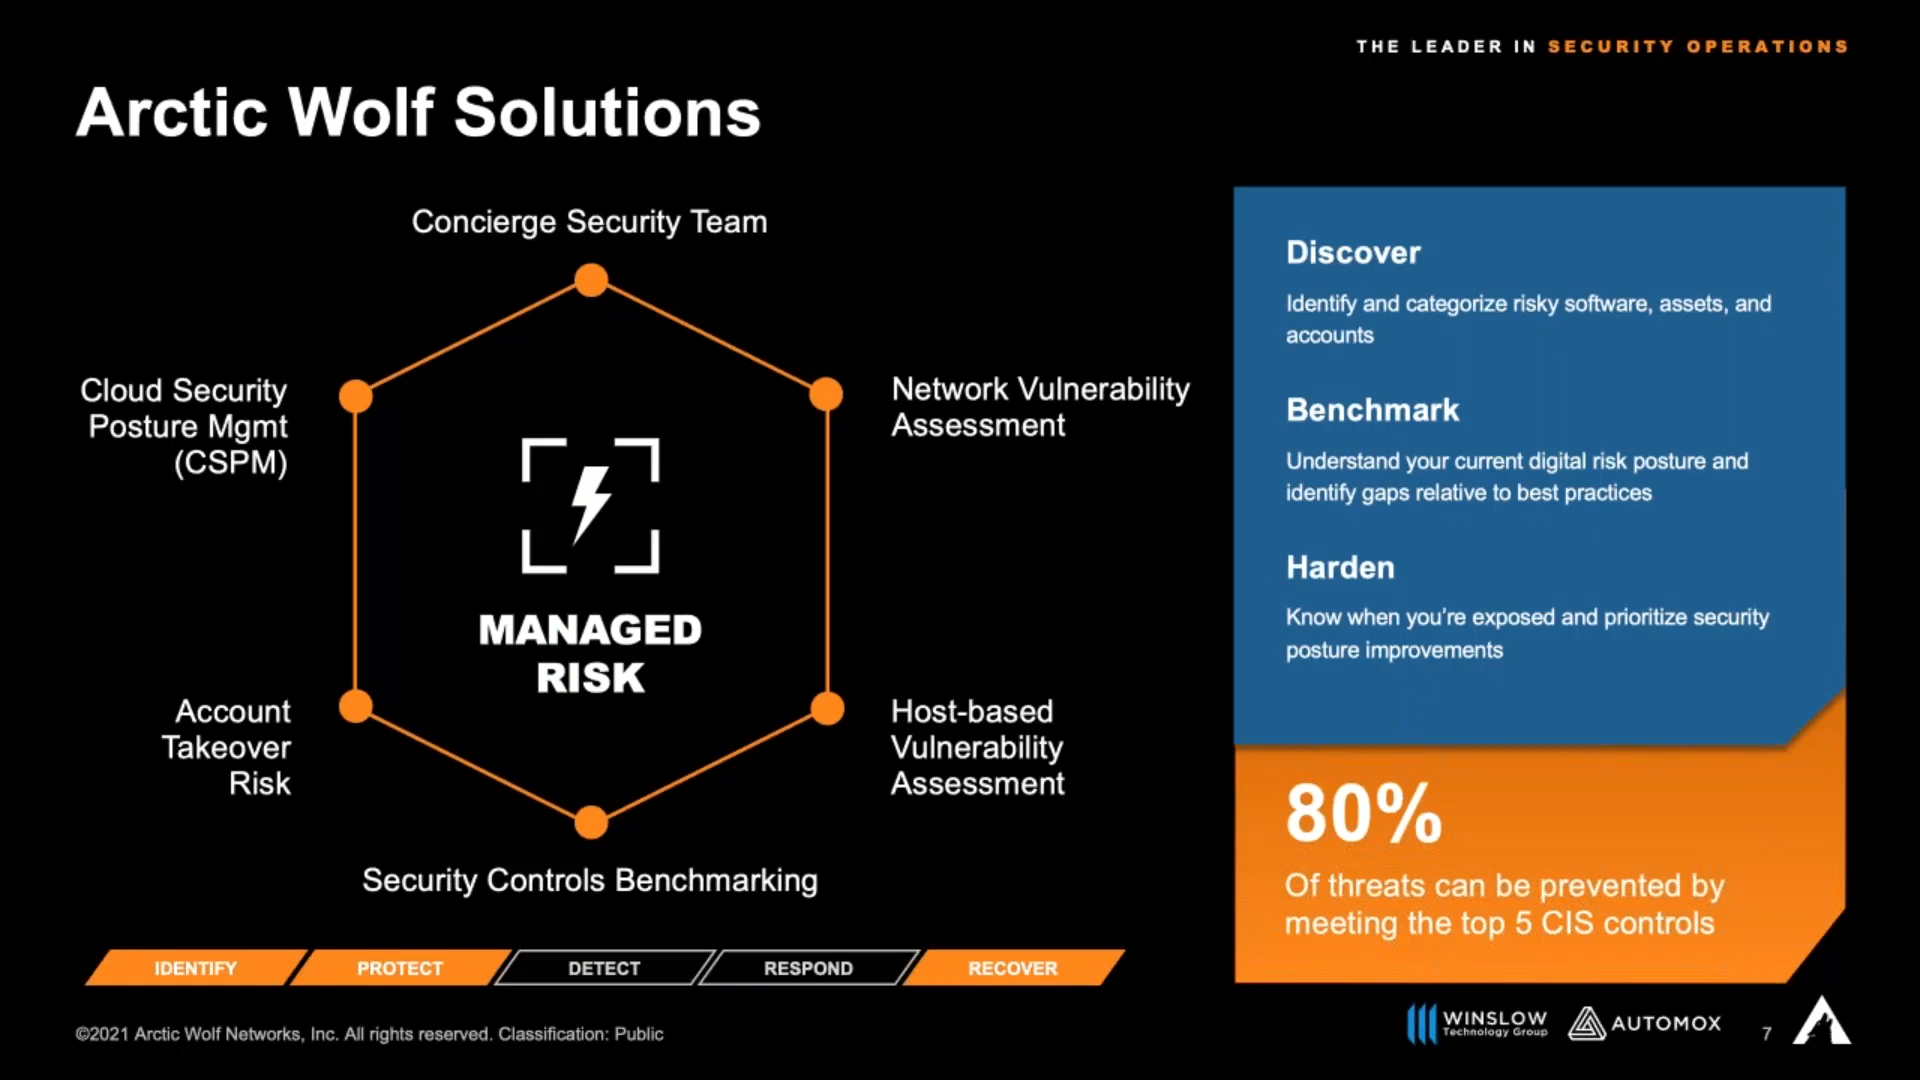 THE LEADER IN SECURITY OPERATIONS
Arctic Wolf Solutions
Concierge Security Team
Cloud Security
Posture Mgmt
(CSPM)
Network Vulnerability
Assessment
MANAGED
RISK
Account
Takeover
Risk
Host-based
Vulnerability
Assessment
Security Controls Benchmarking
IDENTIFY
PROTECT
DETECT
RESPOND
RECOVER
Discover
Identify and categorize risky software, assets, and
accounts
Benchmark
Understand your current digital risk posture and
identify gaps relative to best practices
Harden
Know when you’re exposed and prioritize security
posture improvements
80%
Of threats can be prevented by
meeting the top 5 CIS controls
©2021 Arctic Wolf Networks, Inc. All rights reserved. Classification: Public
WINSLOW
Technology Group
AUTOMOX
7